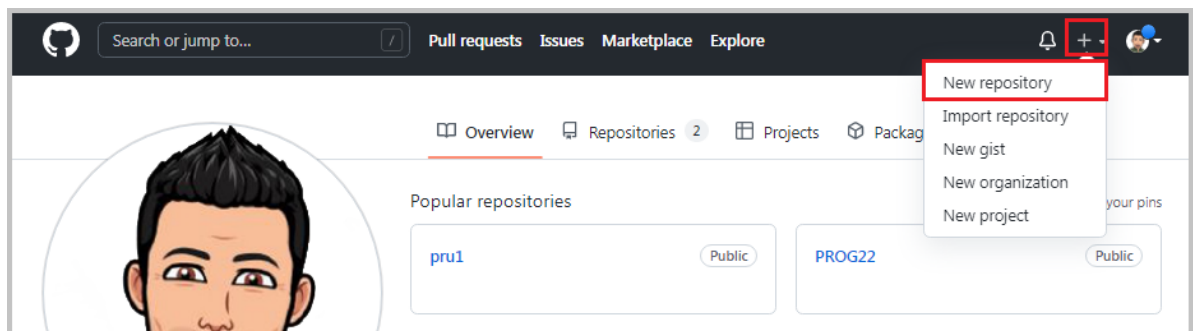 Search or jump to... / Pull requests Issues Marketplace Explore
New repository
Import repository
New gist
New organization
New project
Overview Repositories 2 Projects Packag
Popular repositories your pins
pru1 Public PROG22 Public